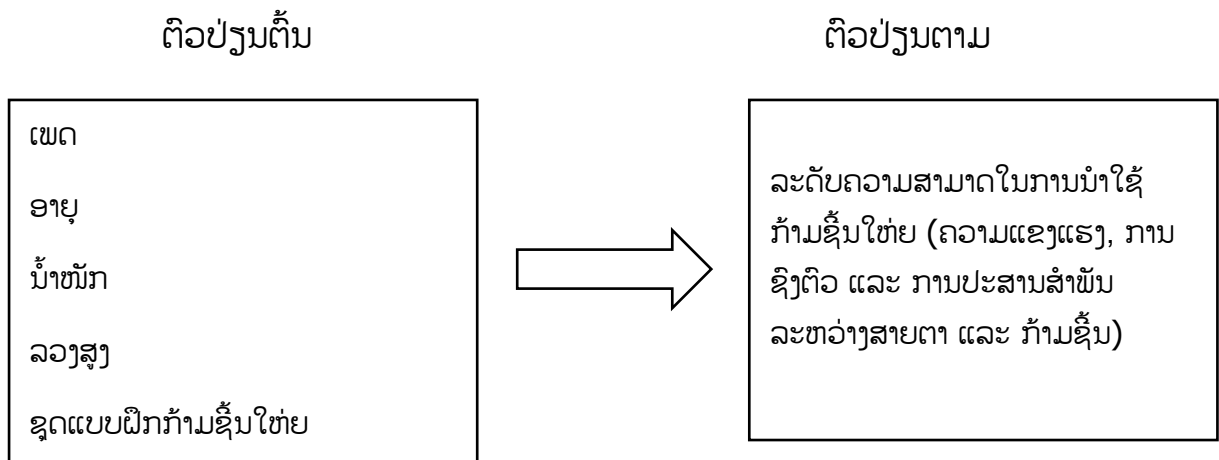 ຕົວປ່ຽນຕົ້ນ
ຕົວປ່ຽນຕາມ
ເພດ
ອາຍຸ
ນ້ຳໜັກ
ລວງສູງ
ຊຸດແບບຝຶກກ້າມຊີ້ນໃຫ່ຍ
ລະດັບຄວາມສາມາດໃນການນຳໃຊ້
ກ້າມຊີ້ນໃຫ່ຍ (ຄວາມແຂງແຮງ, ການ
ຊົງຕົວ ແລະ ການປະສານສຳພັນ
ລະຫວ່າງສາຍຕາ ແລະ ກ້າມຊີ້ນ)